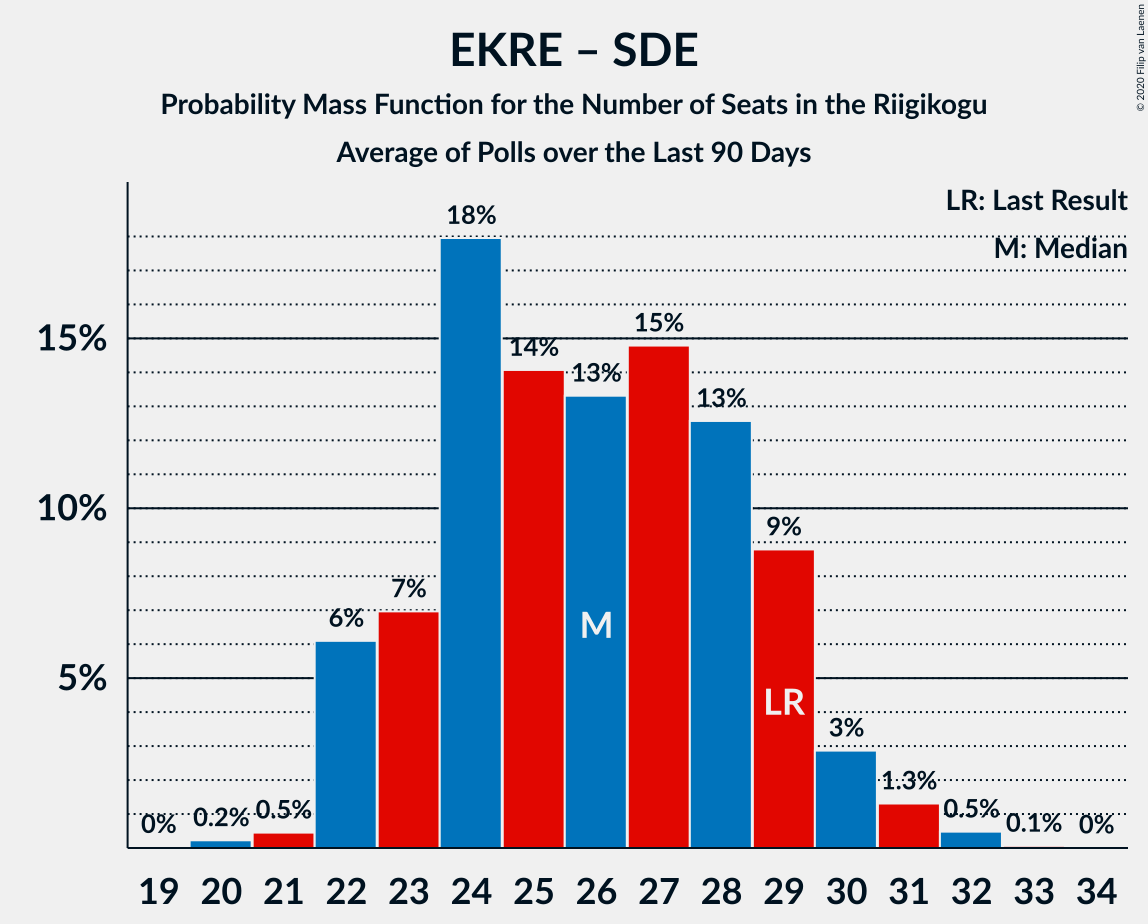 EKRE – SDE
Probability Mass Function for the Number of Seats in the Riigikogu
Average of Polls over the Last 90 Days
© 2020 Filip van Laenen
LR: Last Result
M: Median
15%
10%
5%
0%
0.2%
0.5%
6%
7%
18%
14%
13%
15%
13%
9%
3%
1.3%
0.5%
0.1%
0%
M
LR
19 20 21 22 23 24 25 26 27 28 29 30 31 32 33 34